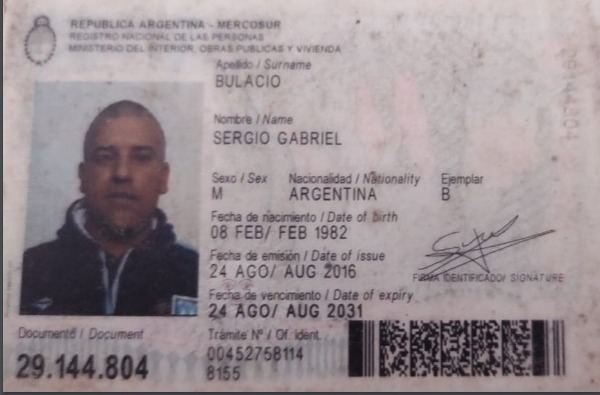 REPUBLICA ARGENTINA - MERCOSUR
REGISTRO NACIONAL DE LAS PERSONAS
MINISTERIO DEL INTERIOR, OBRAS PUBLICAS Y VIVIENDA
Apellido / Surname
BULACIO
Nombre / Name
SERGIO GABRIEL
Sexo / Sex Nacionalidad / Nationality Ejemplar
M ARGENTINA B
Fecha de nacimiento / Date of birth
08 FEB/ FEB 1982
Fecha de emisión / Date of issue
24 AGO/ AUG 2016
FIRMA IDENTIFICADO/ SIGNATURE
Fecha de vencimiento / Date of expiry
24 AGO/ AUG 2031
Documento / Document Trámite Nº / Of. ident.
29.144.804 00452758114
8155